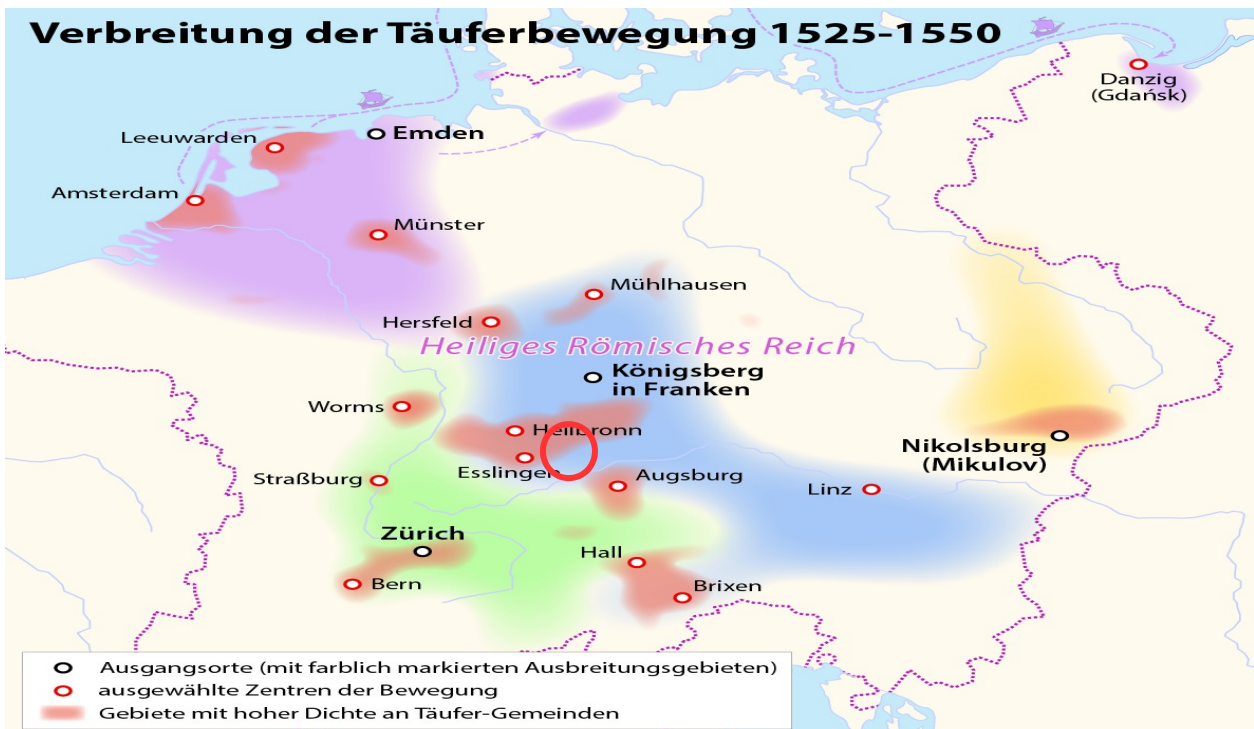 Verbreitung der Täuferbewegung 1525-1550
Danzig
(Gdańsk)
Leeuwarden
Emden
Amsterdam
Münster
Mühlhausen
Hersfeld
Heiliges Römisches Reich
Königsberg
in Franken
Worms
Heilbronn
Nikolsburg
(Mikulov)
Esslingen
Straßburg
Augsburg
Linz
Zürich
Hall
Bern
Brixen
Ausgangsorte (mit farblich markierten Ausbreitungsgebieten)
ausgewählte Zentren der Bewegung
Gebiete mit hoher Dichte an Täufer-Gemeinden